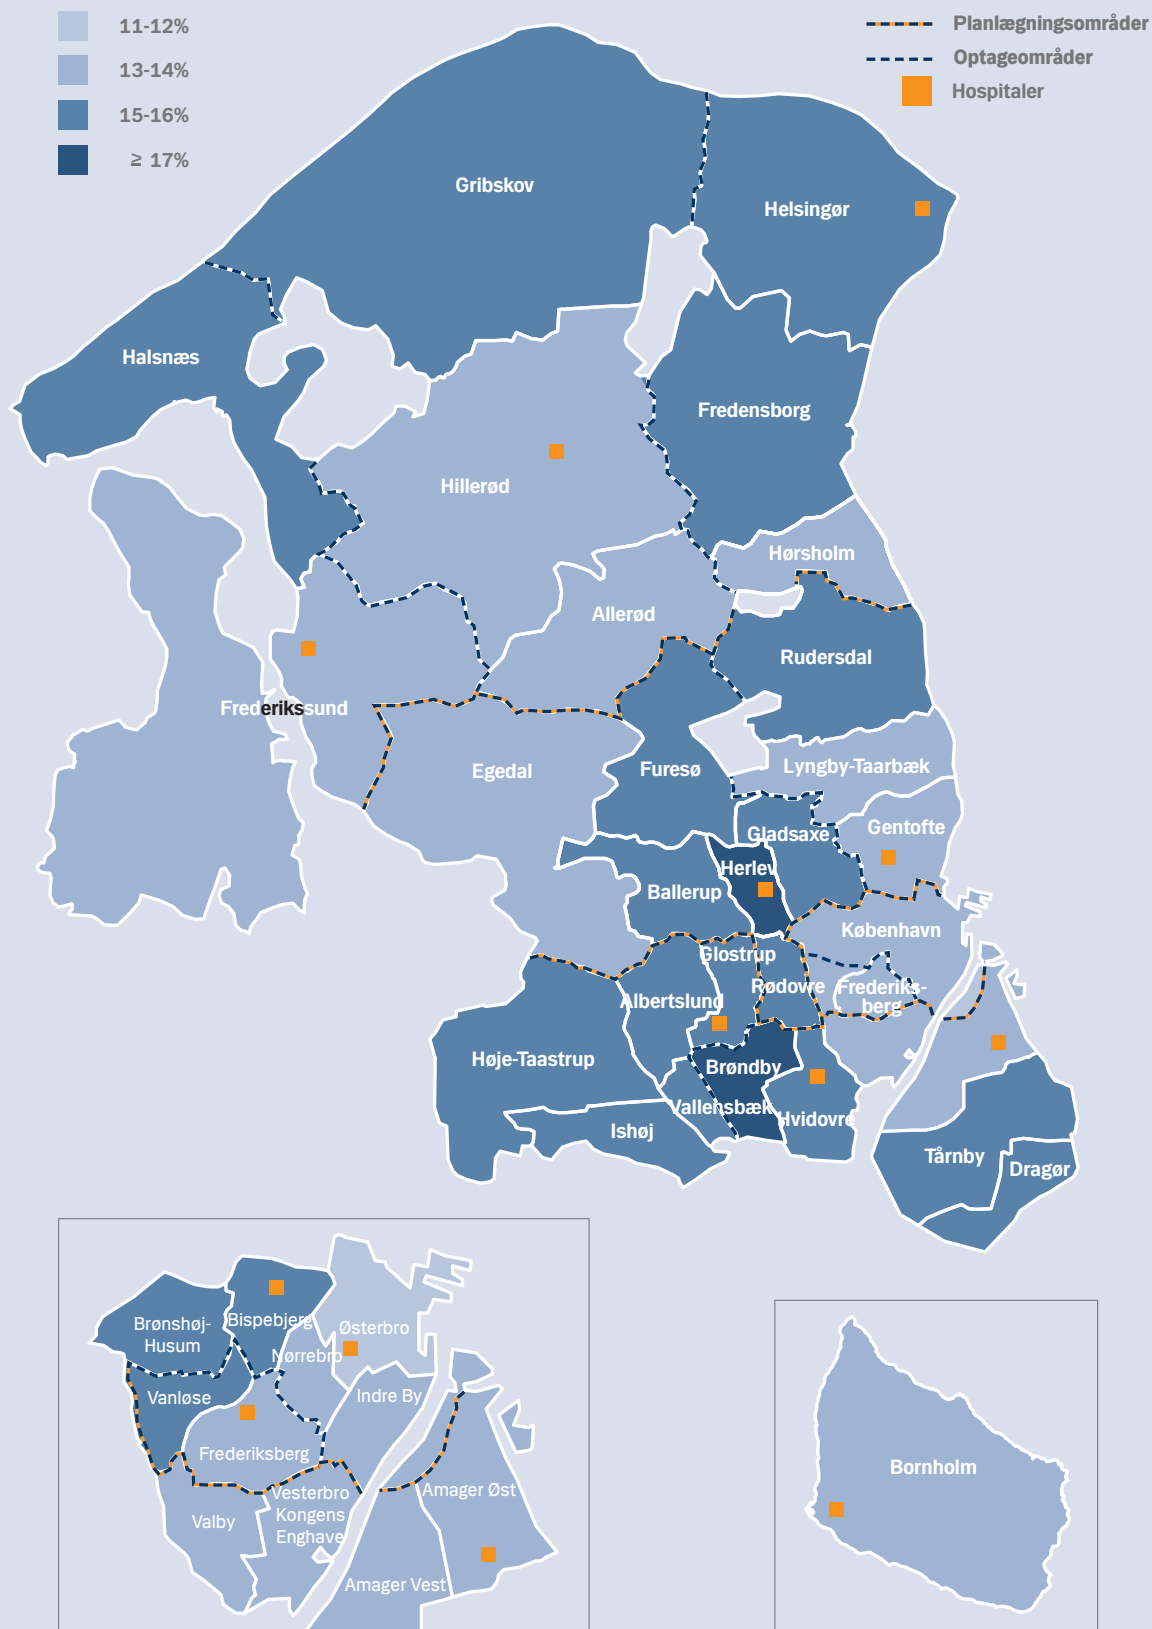 11-12%
13-14%
15-16%
≥ 17%
Planlægningsområder
Optageområder
Hospitaler
Gribskov
Helsingør
Halsnæs
Fredensborg
Hillerød
Hørsholm
Allerød
Rudersdal
Frederikssund
Egedal
Furesø
Lyngby-Taarbæk
Gladsaxe
Gentofte
Herlev
Ballerup
København
Glostrup
Rødovre
Frederiks-
berg
Albertslund
Høje-Taastrup
Brøndby
Vallensbæk
Hvidovre
Ishøj
Tårnby
Dragør
Brønshøj-
Husum
Bispebjerg
Østerbro
Nørrebro
Vanløse
Indre By
Frederiksberg
Vesterbro
Kongens
Enghave
Valby
Amager Øst
Amager Vest
Bornholm